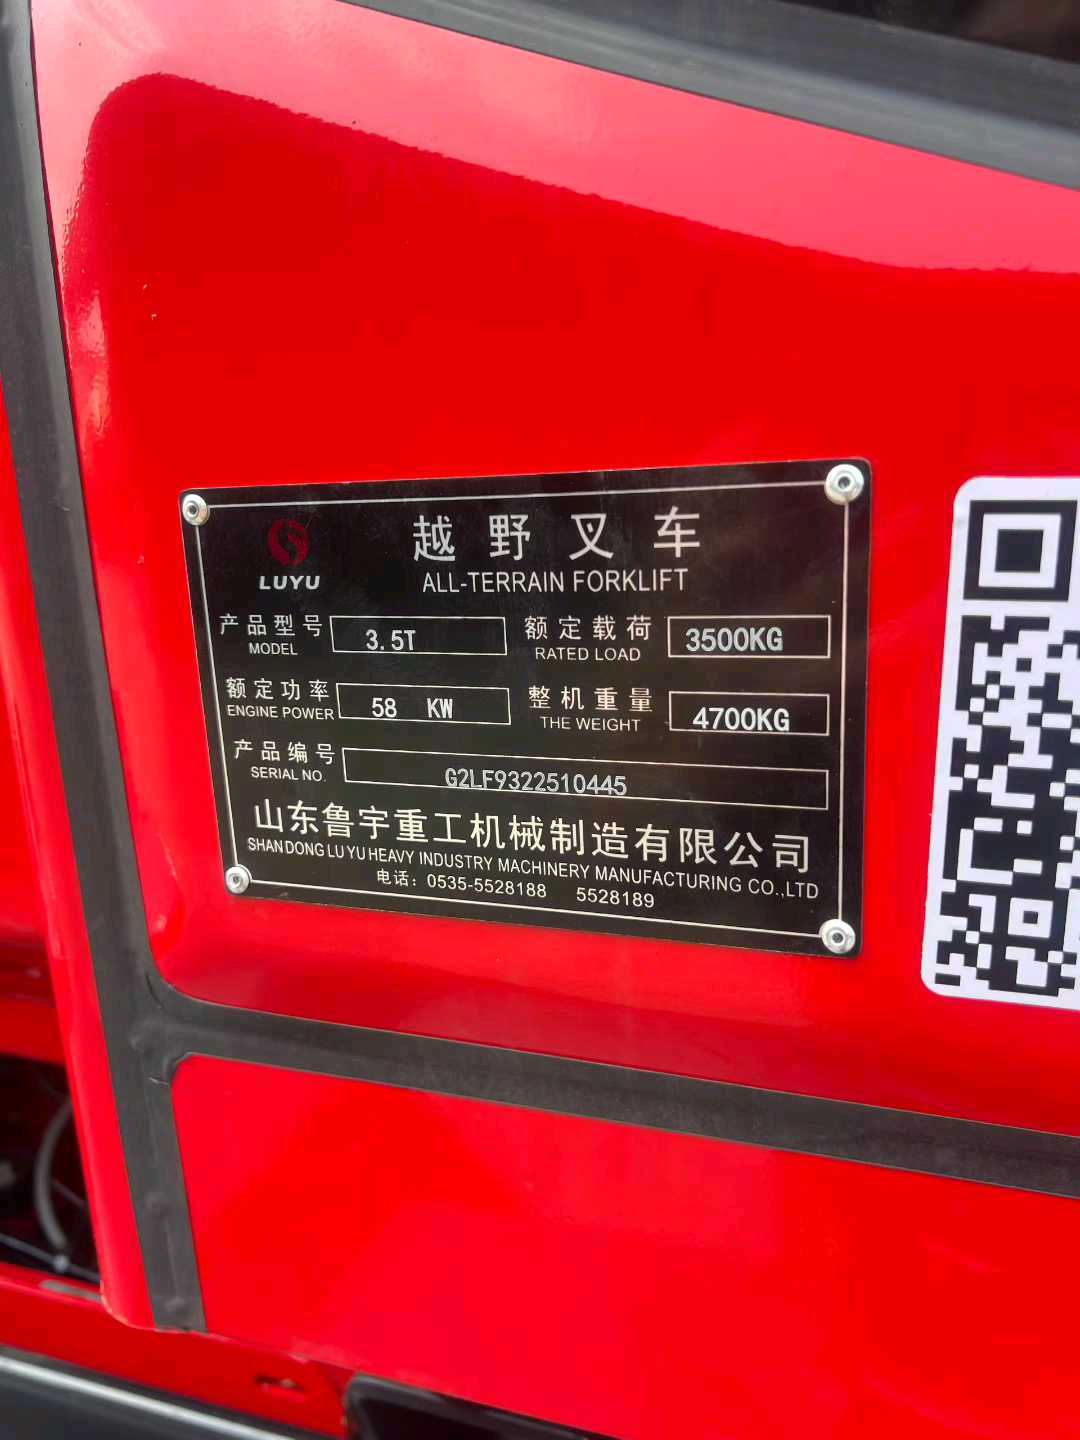 LUYU
越野叉车
ALL-TERRAIN FORKLIFT
产品型号 3.5T 额定载荷 3500KG
MODEL RATED LOAD
额定功率 58 KW 整机重量 4700KG
ENGINE POWER THE WEIGHT
产品编号 G2LF9322510445
SERIAL NO.
山东鲁宇重工机械制造有限公司
SHAN DONG LU YU HEAVY INDUSTRY MACHINERY MANUFACTURING CO.,LTD
电话：0535-5528188 5528189